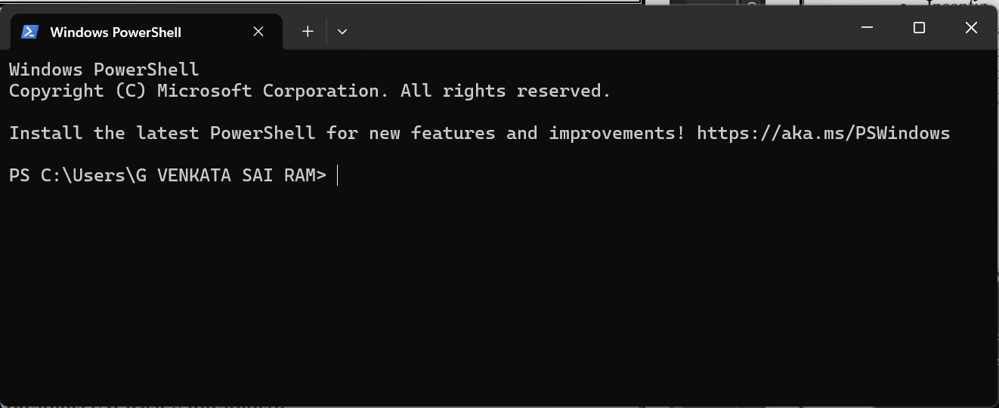 Windows PowerShell
Windows PowerShell
Copyright (C) Microsoft Corporation. All rights reserved.
Install the latest PowerShell for new features and improvements! https://aka.ms/PSWindows
PS C:\Users\G VENKATA SAI RAM>